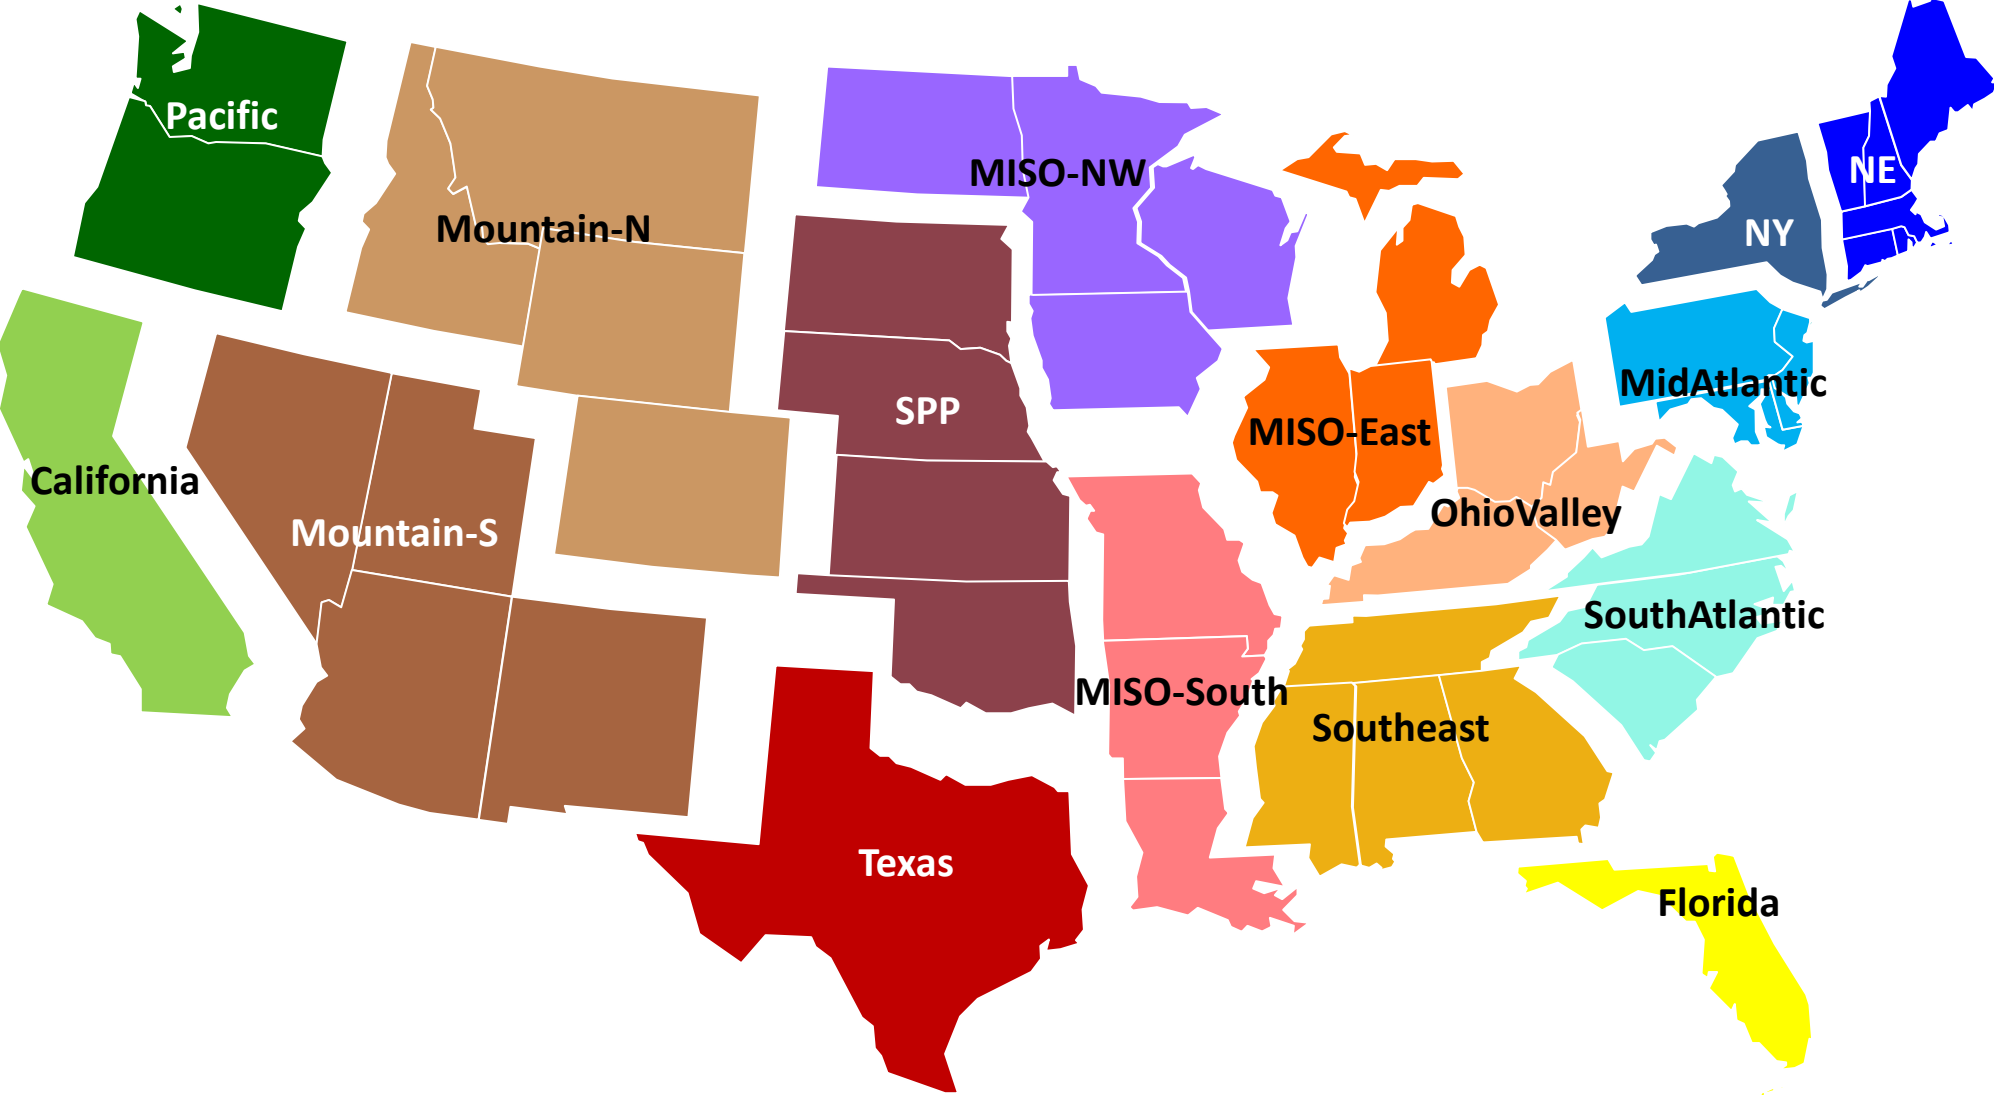 Pacific
MISO-NW
NE
Mountain-N
NY
MidAtlantic
SPP
MISO-East
California
OhioValley
Mountain-S
SouthAtlantic
MISO-South
Southeast
Texas
Florida